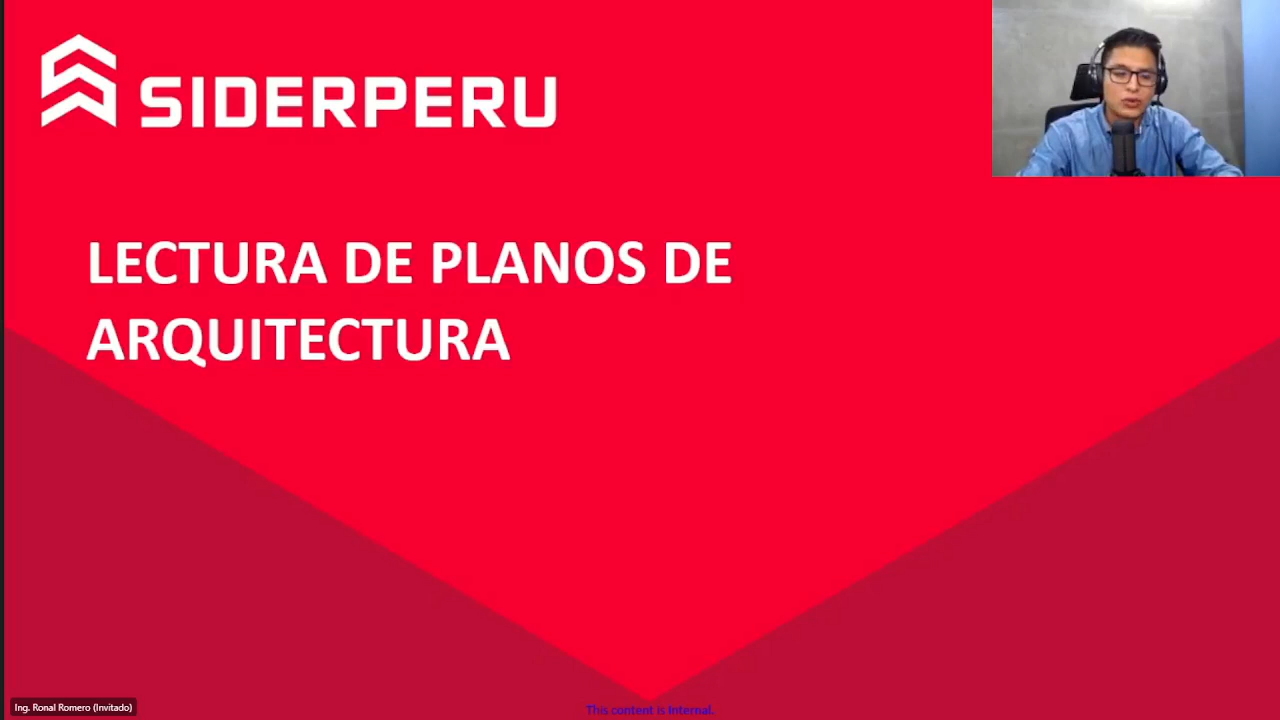 SIDERPERU
LECTURA DE PLANOS DE
ARQUITECTURA
Ing. Ronal Romero (Invitado)
This content is Internal.